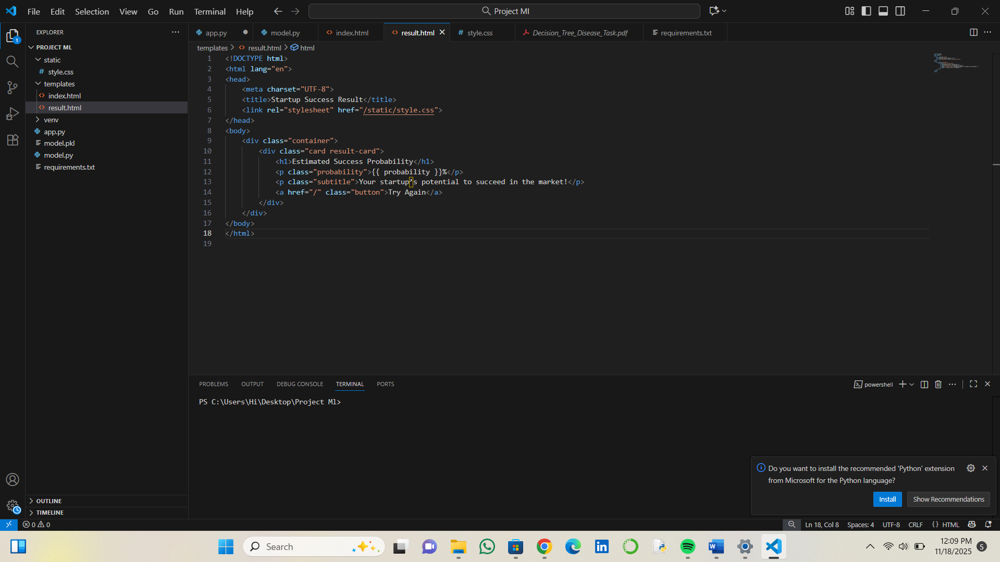 File Edit Selection View Go Run Terminal Help
Project Ml
EXPLORER
1
PROJECT ML
static
# style.css
templates
<> index.html
<> result.html
venv
app.py
model.pkl
model.py
requirements.txt
OUTLINE
TIMELINE
app.py
model.py
<> index.html
<> result.html
# style.css
Decision_Tree_Disease_Task.pdf
requirements.txt
templates > <> result.html > html
1 <!DOCTYPE html>
2 <html lang="en">
3 <head>
4     <meta charset="UTF-8">
5     <title>Startup Success Result</title>
6     <link rel="stylesheet" href="/static/style.css">
7 </head>
8 <body>
9     <div class="container">
10         <div class="card result-card">
11             <h1>Estimated Success Probability</h1>
12             <p class="probability">{{ probability }}%</p>
13             <p class="subtitle">Your startup’s potential to succeed in the market!</p>
14             <a href="/" class="button">Try Again</a>
15         </div>
16     </div>
17 </body>
18 </html>
19
PROBLEMS OUTPUT DEBUG CONSOLE TERMINAL PORTS
powershell
PS C:\Users\Hi\Desktop\Project Ml>
Do you want to install the recommended 'Python' extension
from Microsoft for the Python language?
Install
Show Recommendations
0 0
Ln 18, Col 8 Spaces: 4 UTF-8 CRLF {} HTML
Search
12:09 PM
11/18/2025
5